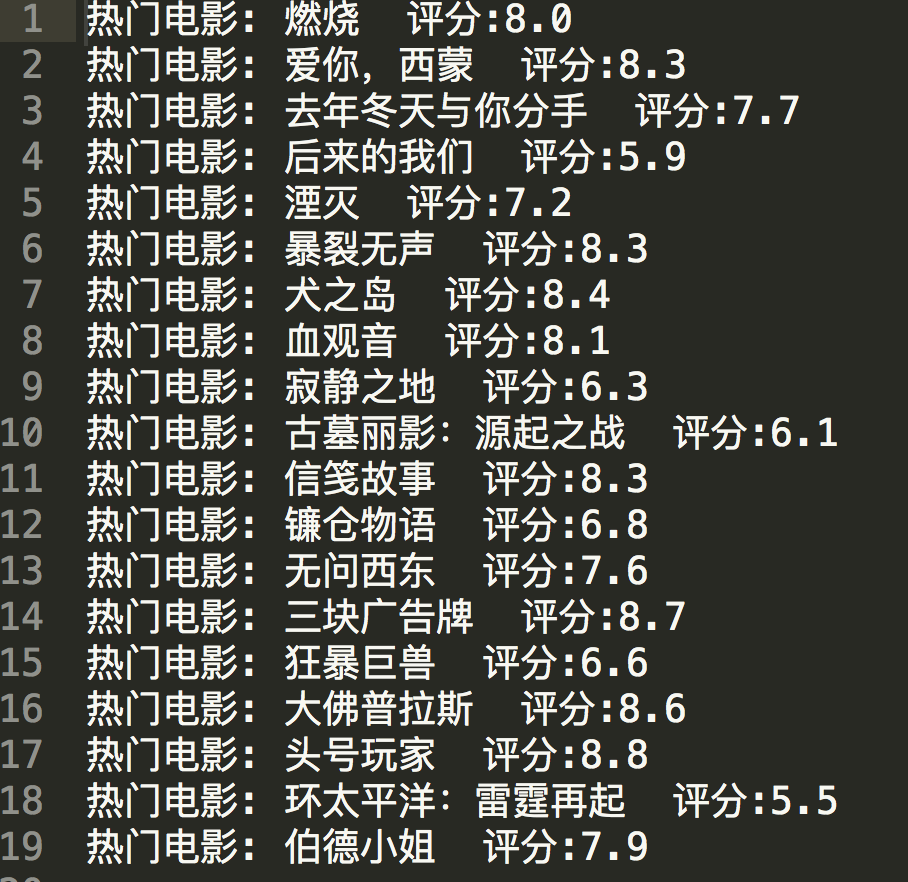 1 热门电影: 燃烧  评分:8.0
2 热门电影: 爱你，西蒙  评分:8.3
3 热门电影: 去年冬天与你分手  评分:7.7
4 热门电影: 后来的我们  评分:5.9
5 热门电影: 湮灭  评分:7.2
6 热门电影: 暴裂无声  评分:8.3
7 热门电影: 犬之岛  评分:8.4
8 热门电影: 血观音  评分:8.1
9 热门电影: 寂静之地  评分:6.3
10 热门电影: 古墓丽影：源起之战  评分:6.1
11 热门电影: 信笺故事  评分:8.3
12 热门电影: 镰仓物语  评分:6.8
13 热门电影: 无问西东  评分:7.6
14 热门电影: 三块广告牌  评分:8.7
15 热门电影: 狂暴巨兽  评分:6.6
16 热门电影: 大佛普拉斯  评分:8.6
17 热门电影: 头号玩家  评分:8.8
18 热门电影: 环太平洋：雷霆再起  评分:5.5
19 热门电影: 伯德小姐  评分:7.9